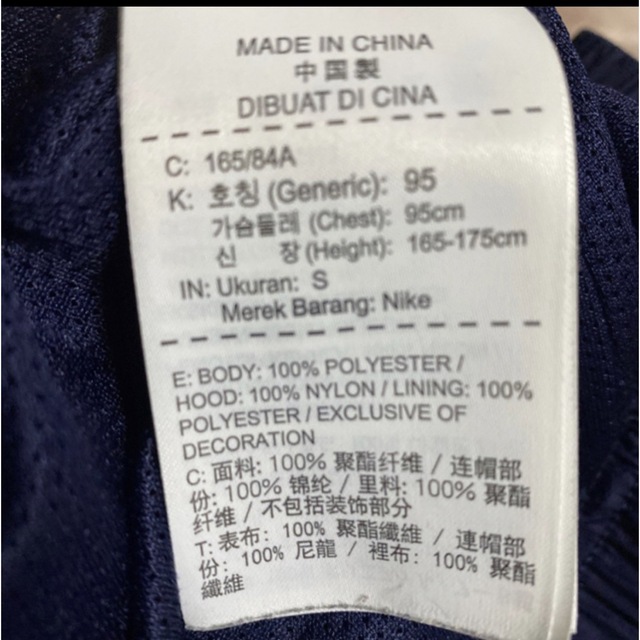 MADE IN CHINA
中国製
DIBUAT DI CINA
C: 165/84A
K: 호칭 (Generic): 95
가슴둘레 (Chest): 95cm
신 장 (Height): 165-175cm
IN: Ukuran: S
Merek Barang: Nike
E: BODY: 100% POLYESTER /
HOOD: 100% NYLON / LINING: 100%
POLYESTER / EXCLUSIVE OF
DECORATION
C: 面料: 100% 聚酯纤维 / 连帽部
份: 100% 锦纶 / 里料: 100% 聚酯
纤维 / 不包括装饰部分
T: 表布: 100% 聚酯纖維 / 連帽部
份: 100% 尼龍 / 裡布: 100% 聚酯
纖維